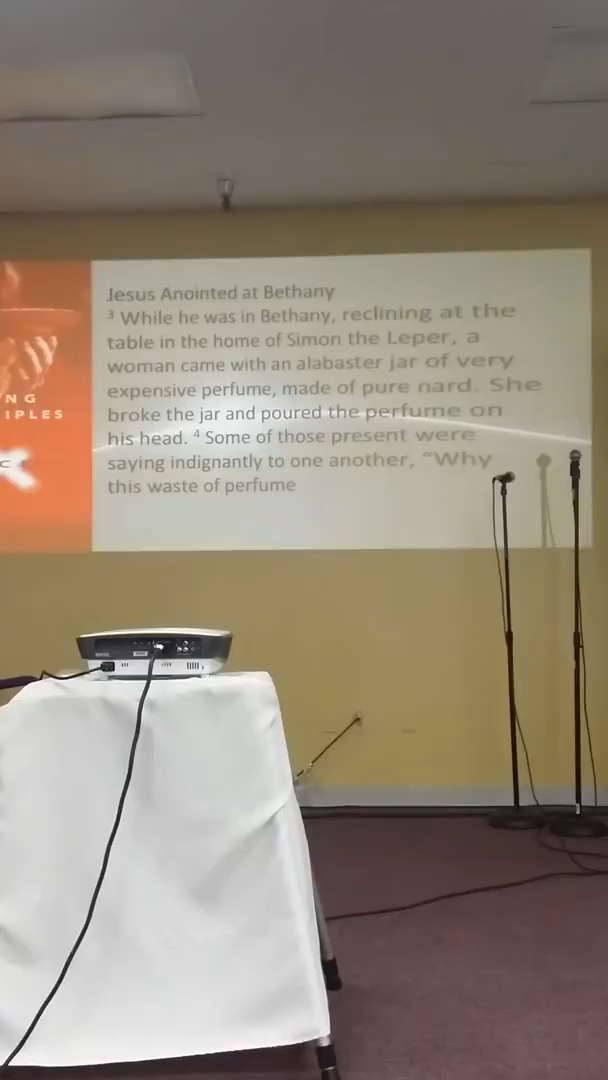 Jesus Anointed at Bethany
³ While he was in Bethany, reclining at the
table in the home of Simon the Leper, a
woman came with an alabaster jar of very
expensive perfume, made of pure nard. She
broke the jar and poured the perfume on
his head. ⁴ Some of those present were
saying indignantly to one another, “Why
this waste of perfume
NG
IPLES